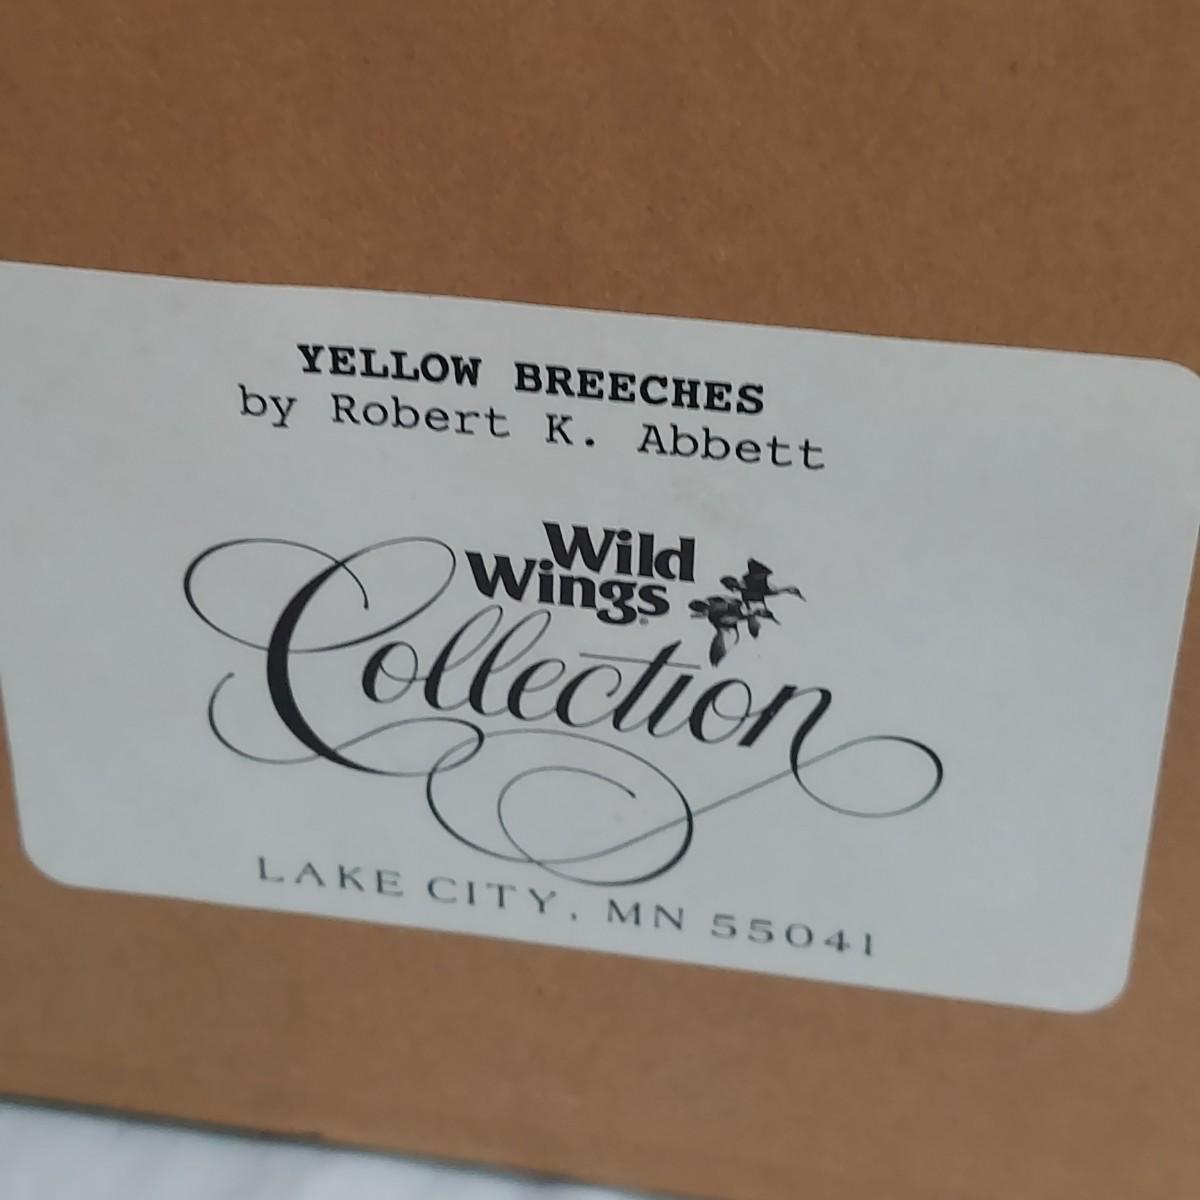 YELLOW BREECHES
by Robert K. Abbett
Wild
Wings
Collection
LAKE CITY, MN 55041